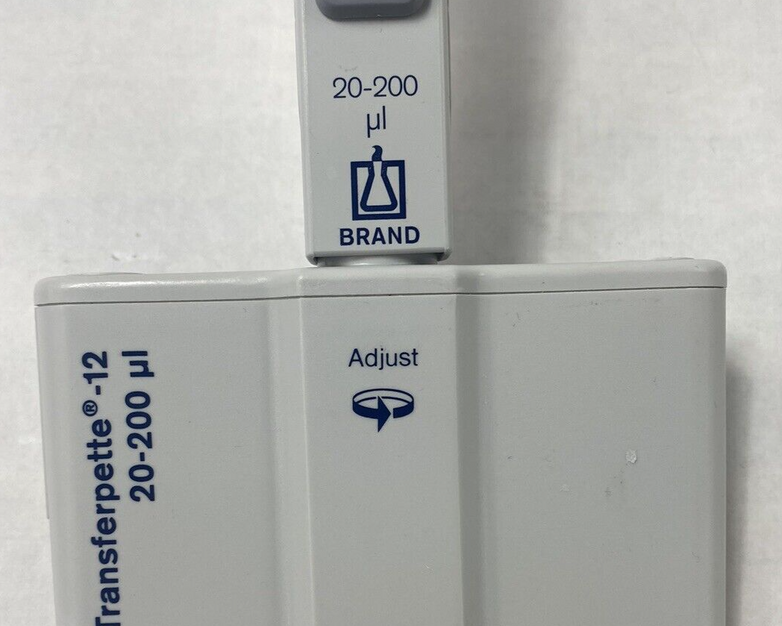 20-200
µl
BRAND
Adjust
Transferpette®-12
20-200 µl